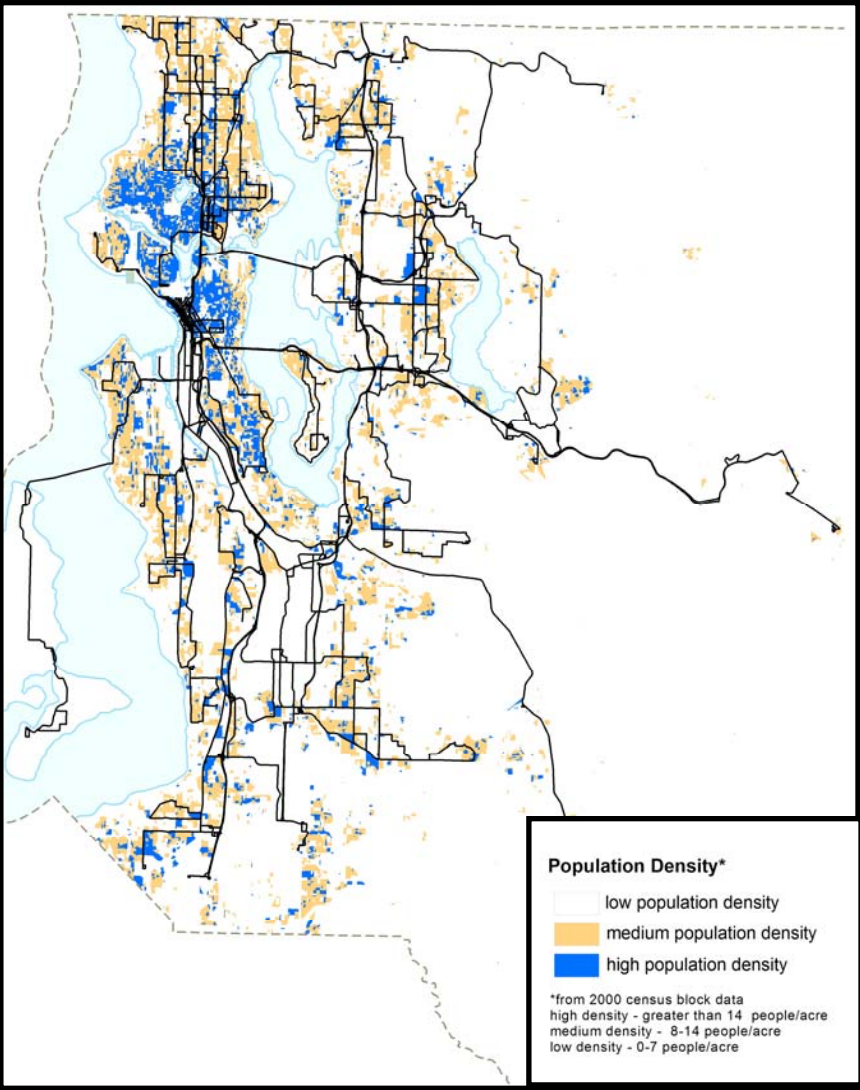 Population Density*
low population density
medium population density
high population density
*from 2000 census block data
high density - greater than 14 people/acre
medium density - 8-14 people/acre
low density - 0-7 people/acre